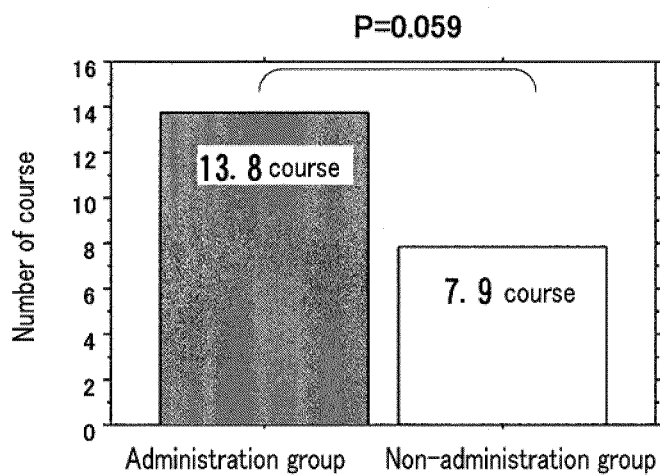 P=0.059
Number of course
16
14
12
10
8
6
4
2
0
13. 8 course
7. 9 course
Administration group
Non-administration group